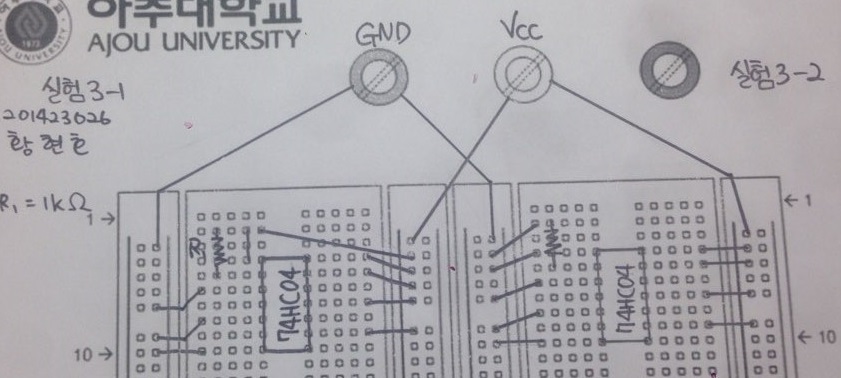 아주대학교
AJOU UNIVERSITY
GND
Vcc
실험3-1
실험3-2
201423026
황현호
R₁ = 1kΩ
1→
←1
74HC04
74HC04
10→
←10